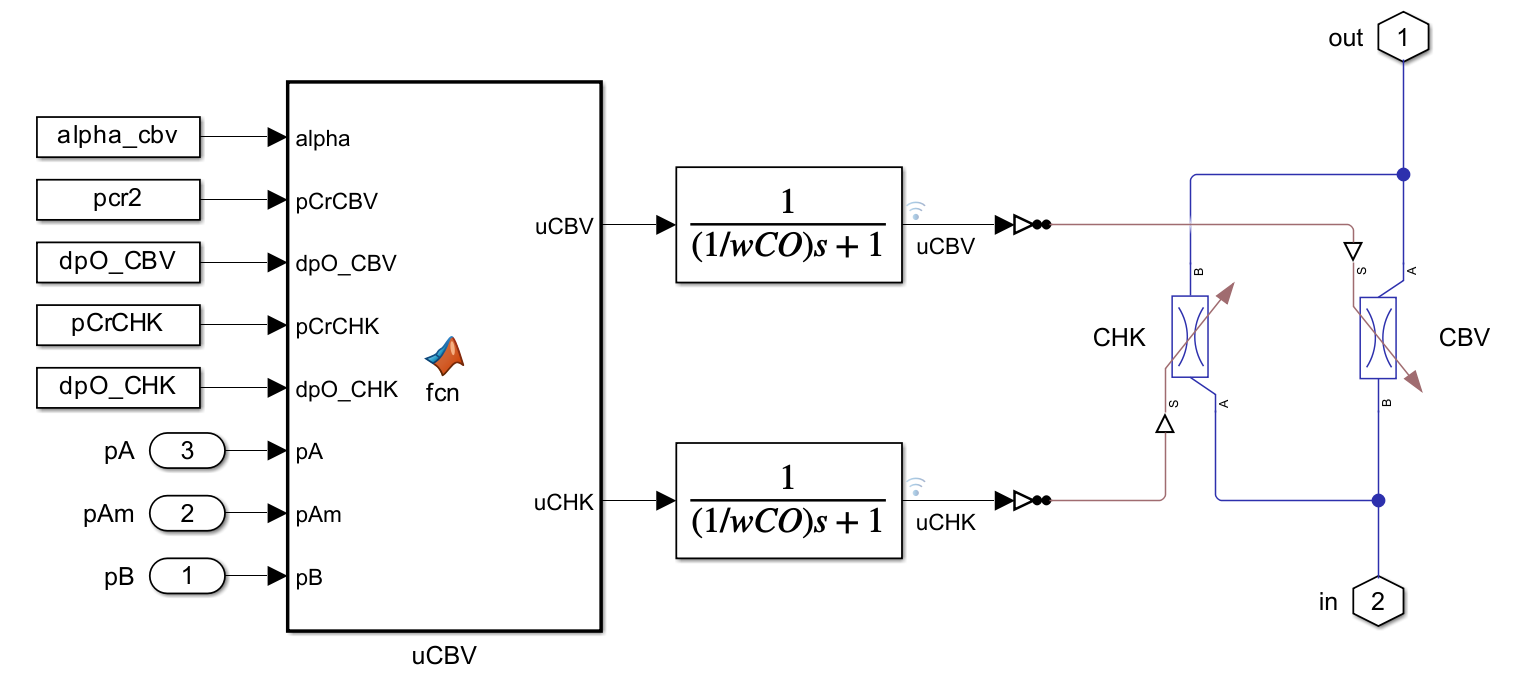 out 1
alpha_cbv
pcr2
dpO_CBV
pCrCHK
dpO_CHK
pA 3
pAm 2
pB 1
alpha
pCrCBV
dpO_CBV
pCrCHK
dpO_CHK
pA
pAm
pB
fcn
uCBV
uCHK
uCBV
1
(1/wCO)s + 1
uCBV
1
(1/wCO)s + 1
uCHK
B
S
A
CHK
CBV
S
A
B
in 2